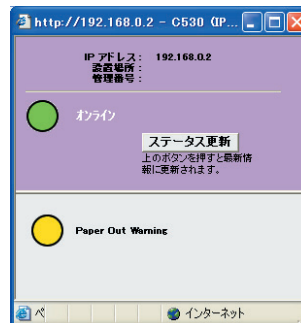 http://192.168.0.2 - C530 (IP...
IP アドレス： 192.168.0.2
設置場所：
管理番号：
オンライン
ステータス更新
上のボタンを押すと最新情
報に更新されます。
Paper Out Warning
ペ
インターネット